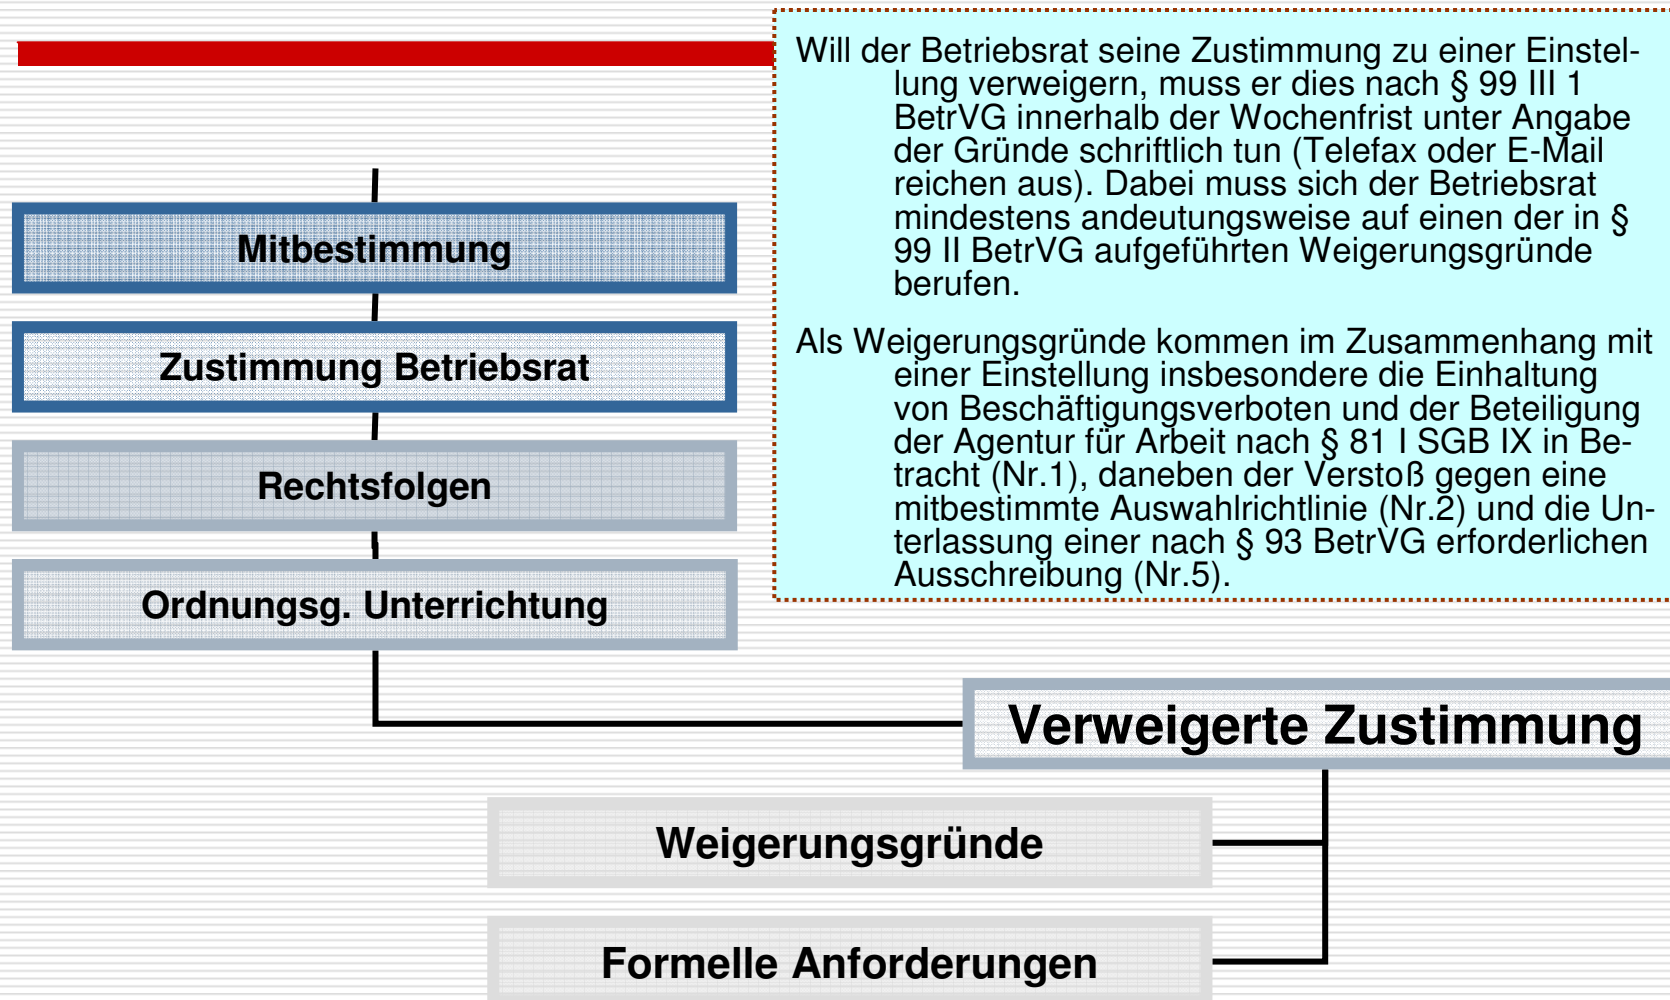 Will der Betriebsrat seine Zustimmung zu einer Einstel-
lung verweigern, muss er dies nach § 99 III 1
BetrVG innerhalb der Wochenfrist unter Angabe
der Gründe schriftlich tun (Telefax oder E-Mail
reichen aus). Dabei muss sich der Betriebsrat
mindestens andeutungsweise auf einen der in §
99 II BetrVG aufgeführten Weigerungsgründe
berufen.
Als Weigerungsgründe kommen im Zusammenhang mit
einer Einstellung insbesondere die Einhaltung
von Beschäftigungsverboten und der Beteiligung
der Agentur für Arbeit nach § 81 I SGB IX in Be-
tracht (Nr.1), daneben der Verstoß gegen eine
mitbestimmte Auswahlrichtlinie (Nr.2) und die Un-
terlassung einer nach § 93 BetrVG erforderlichen
Ausschreibung (Nr.5).
Mitbestimmung
Zustimmung Betriebsrat
Rechtsfolgen
Ordnungsg. Unterrichtung
Verweigerte Zustimmung
Weigerungsgründe
Formelle Anforderungen